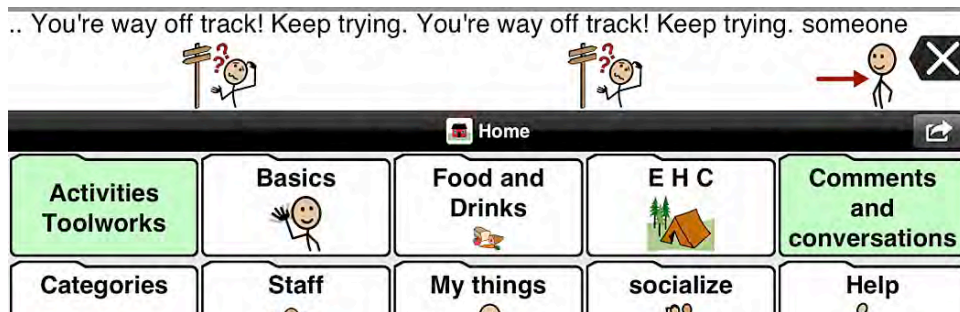 .. You're way off track! Keep trying. You're way off track! Keep trying. someone
Home
Activities
Toolworks
Basics
Food and
Drinks
E H C
Comments
and
conversations
Categories
Staff
My things
socialize
Help